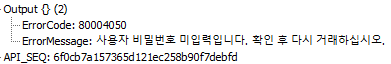 Output {} (2)
ErrorCode: 80004050
ErrorMessage: 사용자 비밀번호 미입력입니다. 확인 후 다시 거래하십시오.
API_SEQ: 6f0cb7a157365d121ec258b90f7debfd